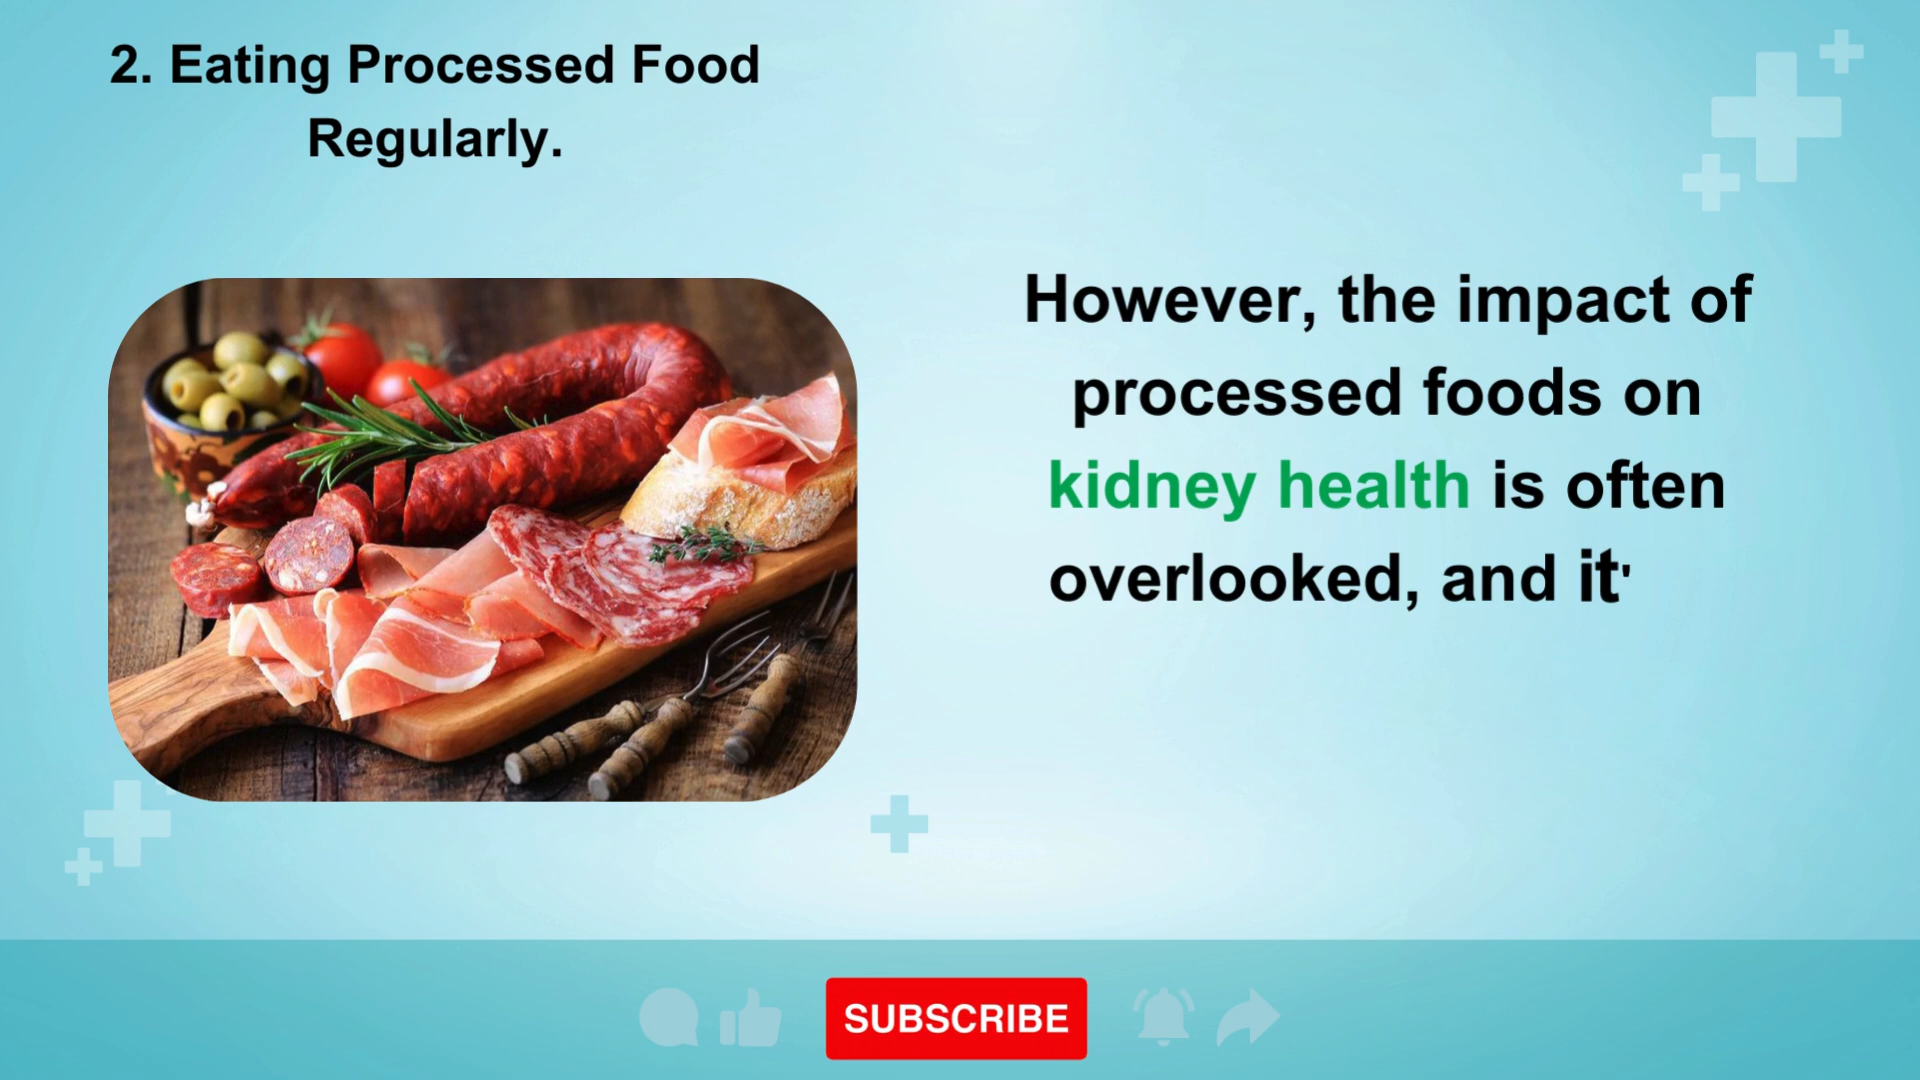 2. Eating Processed Food
Regularly.
However, the impact of
processed foods on
kidney health is often
overlooked, and it'
SUBSCRIBE